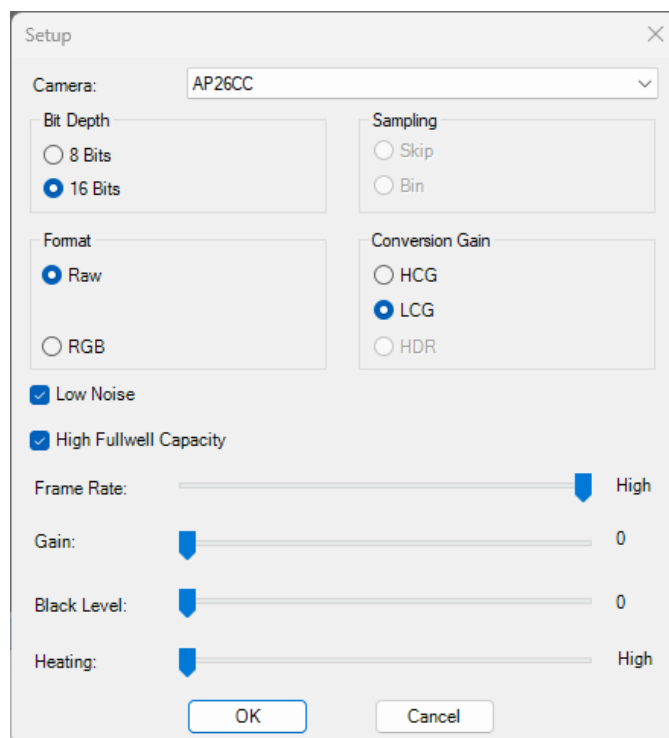 Setup
Camera:
AP26CC
Bit Depth
8 Bits
16 Bits
Sampling
Skip
Bin
Format
Raw
RGB
Conversion Gain
HCG
LCG
HDR
Low Noise
High Fullwell Capacity
Frame Rate:
High
Gain:
0
Black Level:
0
Heating:
High
OK
Cancel